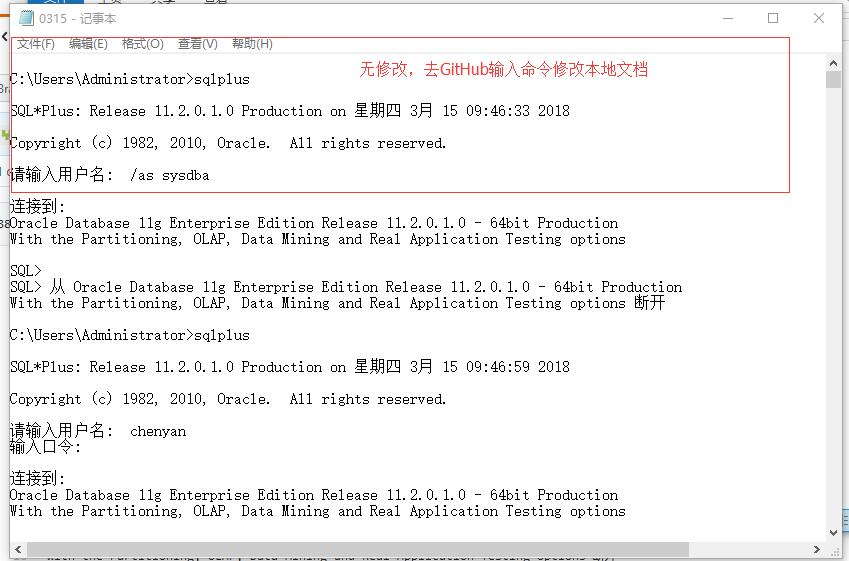 0315 - 记事本
文件(F) 编辑(E) 格式(O) 查看(V) 帮助(H)
无修改，去GitHub输入命令修改本地文档
C:\Users\Administrator>sqlplus
SQL*Plus: Release 11.2.0.1.0 Production on 星期四 3月 15 09:46:33 2018
Copyright (c) 1982, 2010, Oracle.  All rights reserved.
请输入用户名:  /as sysdba
连接到:
Oracle Database 11g Enterprise Edition Release 11.2.0.1.0 - 64bit Production
With the Partitioning, OLAP, Data Mining and Real Application Testing options
SQL>
SQL> 从 Oracle Database 11g Enterprise Edition Release 11.2.0.1.0 - 64bit Production
With the Partitioning, OLAP, Data Mining and Real Application Testing options 断开
C:\Users\Administrator>sqlplus
SQL*Plus: Release 11.2.0.1.0 Production on 星期四 3月 15 09:46:59 2018
Copyright (c) 1982, 2010, Oracle.  All rights reserved.
请输入用户名:  chenyan
输入口令:
连接到:
Oracle Database 11g Enterprise Edition Release 11.2.0.1.0 - 64bit Production
With the Partitioning, OLAP, Data Mining and Real Application Testing options